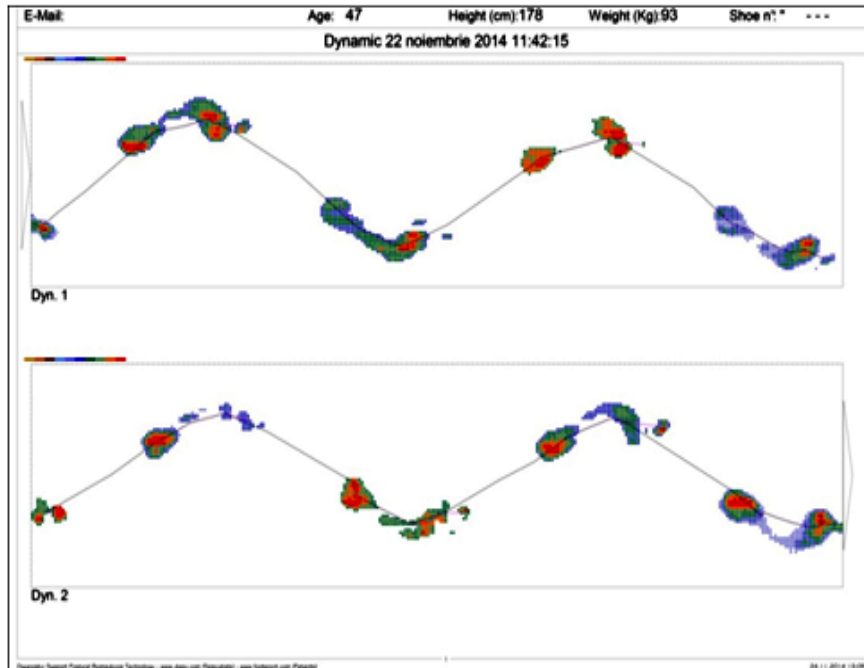 E-Mail: Age: 47 Height (cm):178 Weight (Kg):93 Shoe n°: " - - -
Dynamic 22 noiembrie 2014 11:42:15
Dyn. 1
Dyn. 2